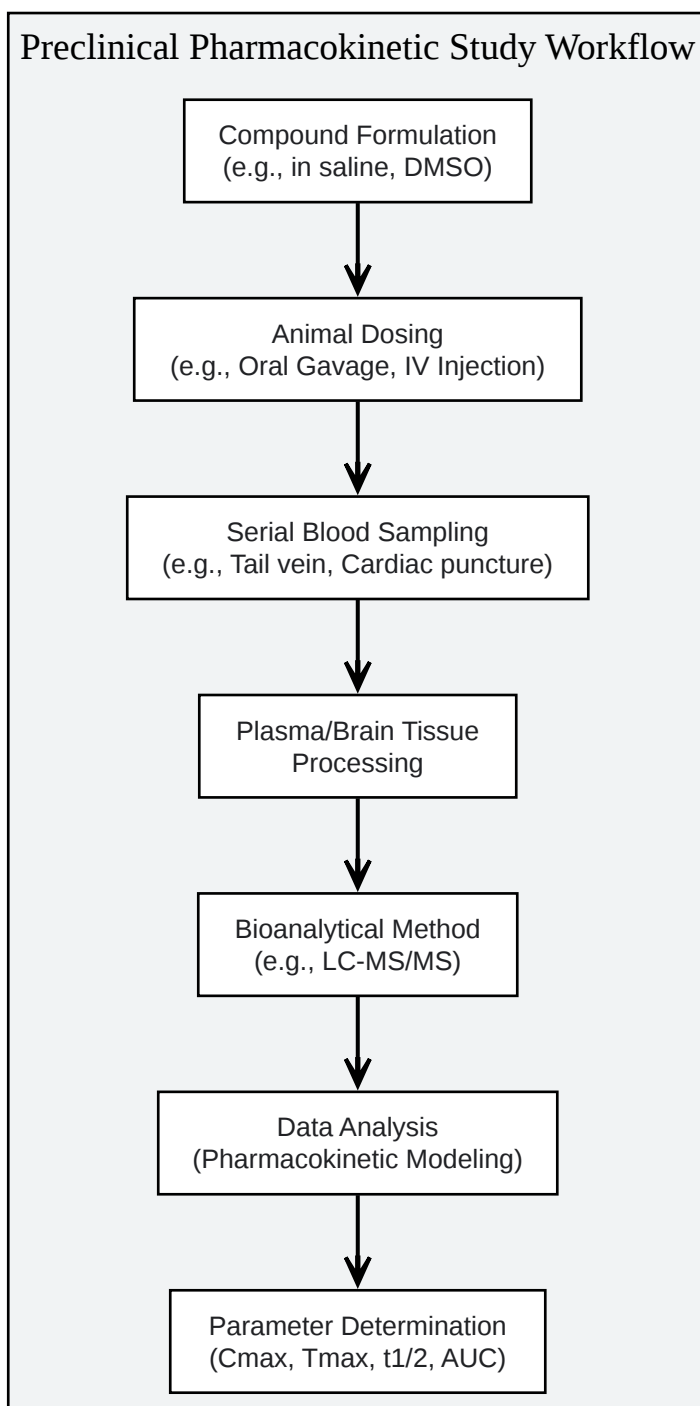 Preclinical Pharmacokinetic Study Workflow
Compound Formulation
(e.g., in saline, DMSO)
Animal Dosing
(e.g., Oral Gavage, IV Injection)
Serial Blood Sampling
(e.g., Tail vein, Cardiac puncture)
Plasma/Brain Tissue
Processing
Bioanalytical Method
(e.g., LC-MS/MS)
Data Analysis
(Pharmacokinetic Modeling)
Parameter Determination
(Cmax, Tmax, t1/2, AUC)